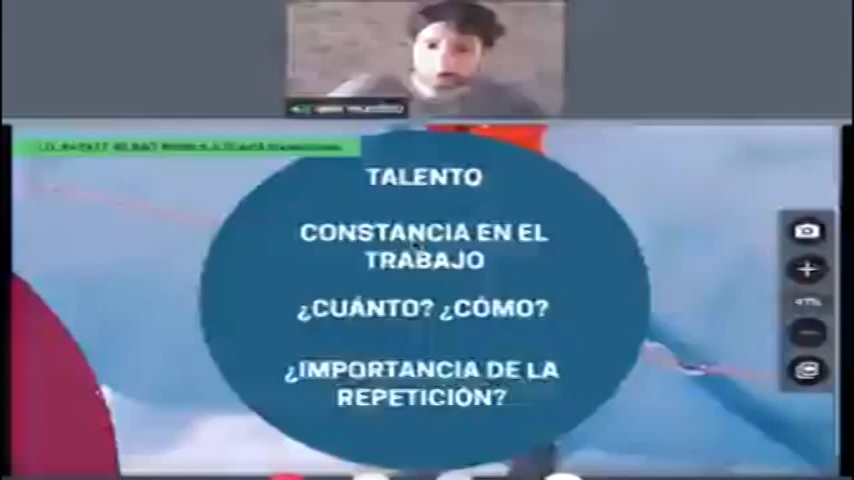 TALENTO
CONSTANCIA EN EL
TRABAJO
¿CUÁNTO? ¿CÓMO?
¿IMPORTANCIA DE LA
REPETICIÓN?